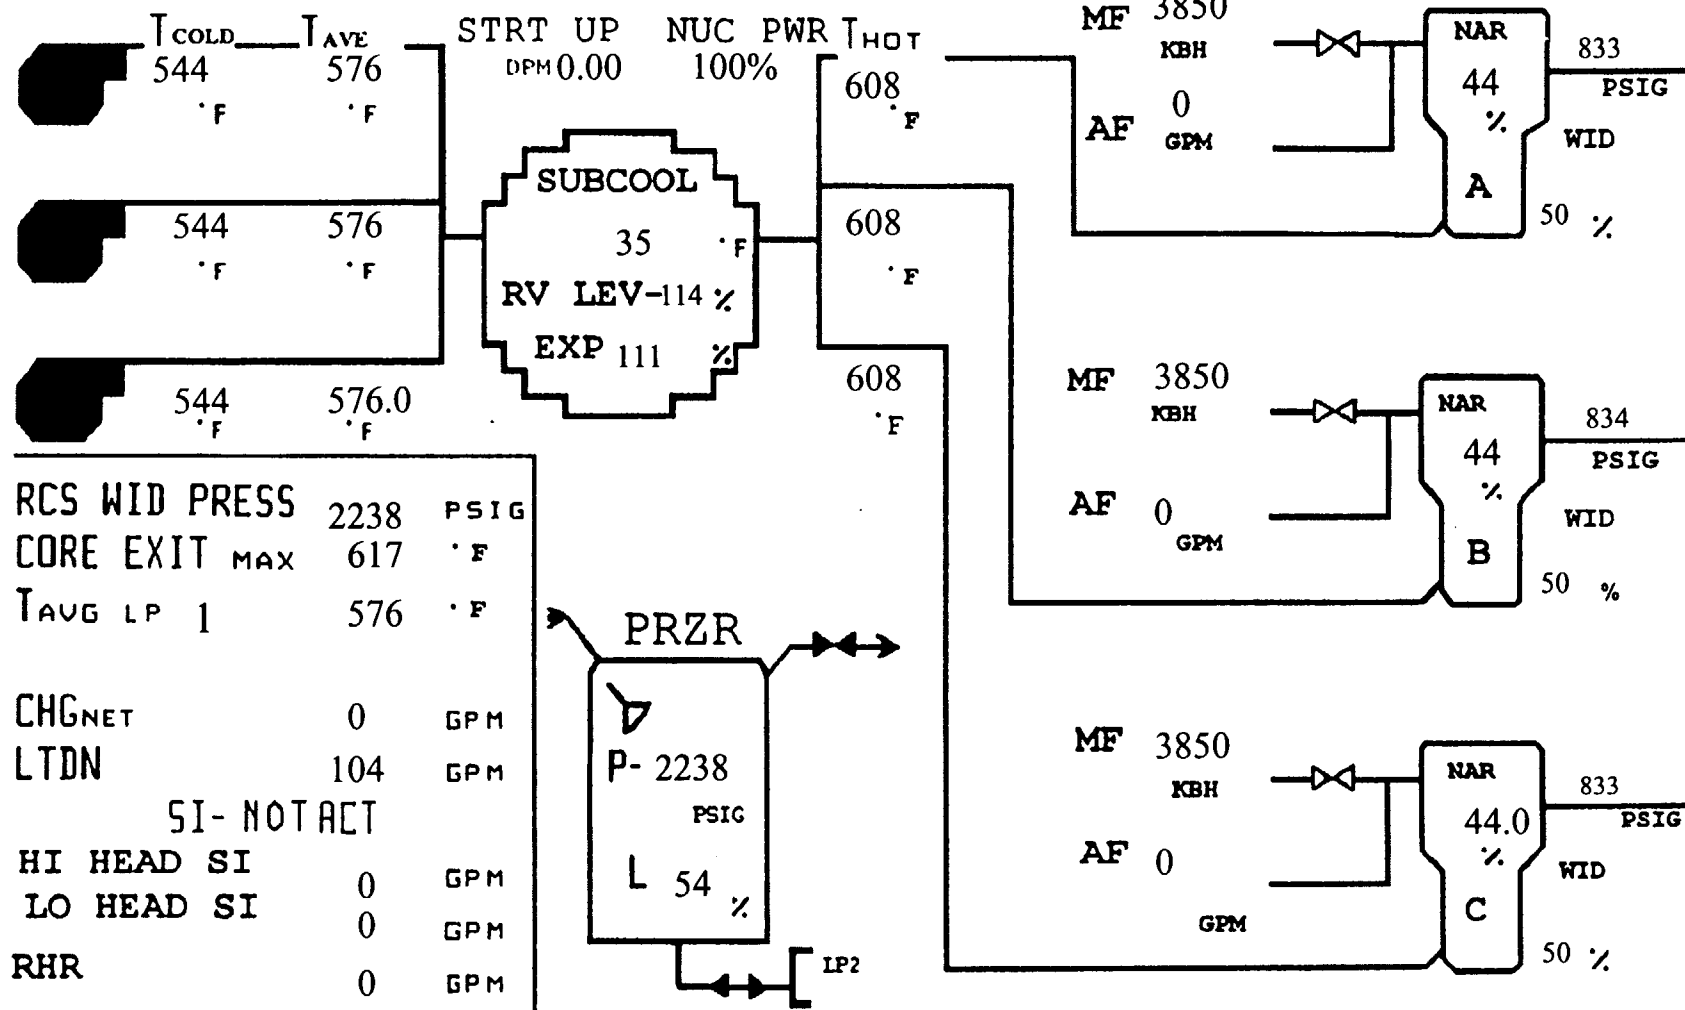 TCOLD TAVE STRT UP NUC PWR THOT
544 576 DPM 0.00 100% 608
°F °F °F
SUBCOOL
544 576 35 °F 608
°F °F °F
RV LEV-114 %
EXP 111 %
544 576.0 608
°F °F °F
RCS WID PRESS 2238 PSIG
CORE EXIT MAX 617 °F
TAVG LP 1 576 °F
CHGNET 0 GPM
LTDN 104 GPM
SI- NOT ACT
HI HEAD SI 0 GPM
LO HEAD SI 0 GPM
RHR 0 GPM
PRZR
P- 2238
PSIG
L 54
%
LP2
MF 3850
KBH
AF 0
GPM
NAR
44
%
A
833
PSIG
WID
50 %
MF 3850
KBH
AF 0
GPM
NAR
44
%
B
834
PSIG
WID
50 %
MF 3850
KBH
AF 0
GPM
NAR
44.0
%
C
833
PSIG
WID
50 %